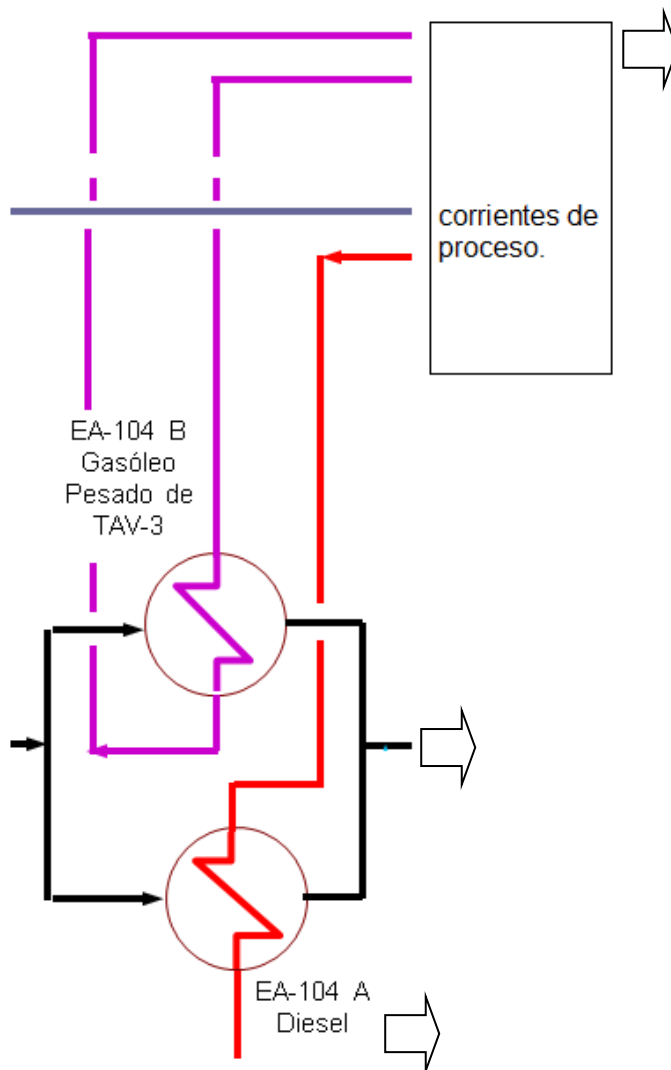 corrientes de
proceso.
EA-104 B
Gasóleo
Pesado de
TAV-3
EA-104 A
Diesel